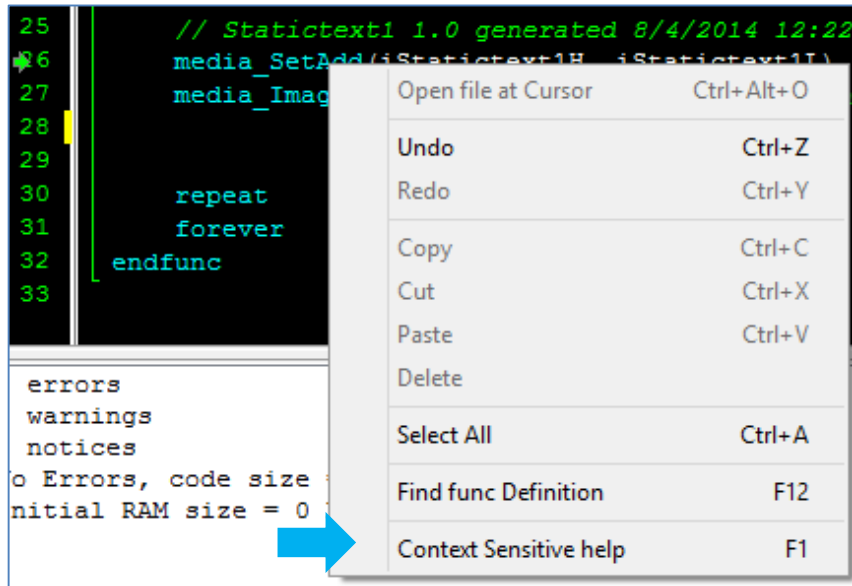 25 // Statictext1 1.0 generated 8/4/2014 12:22
26 media_SetAdd(iStatictext1H, iStatictext1L)
27 media_Imag
28
29
30 repeat
31 forever
32 endfunc
33
Open file at Cursor Ctrl+Alt+O
Undo Ctrl+Z
Redo Ctrl+Y
Copy Ctrl+C
Cut Ctrl+X
Paste Ctrl+V
Delete
Select All Ctrl+A
Find func Definition F12
Context Sensitive help F1
errors
warnings
notices
o Errors, code size
nitial RAM size = 0